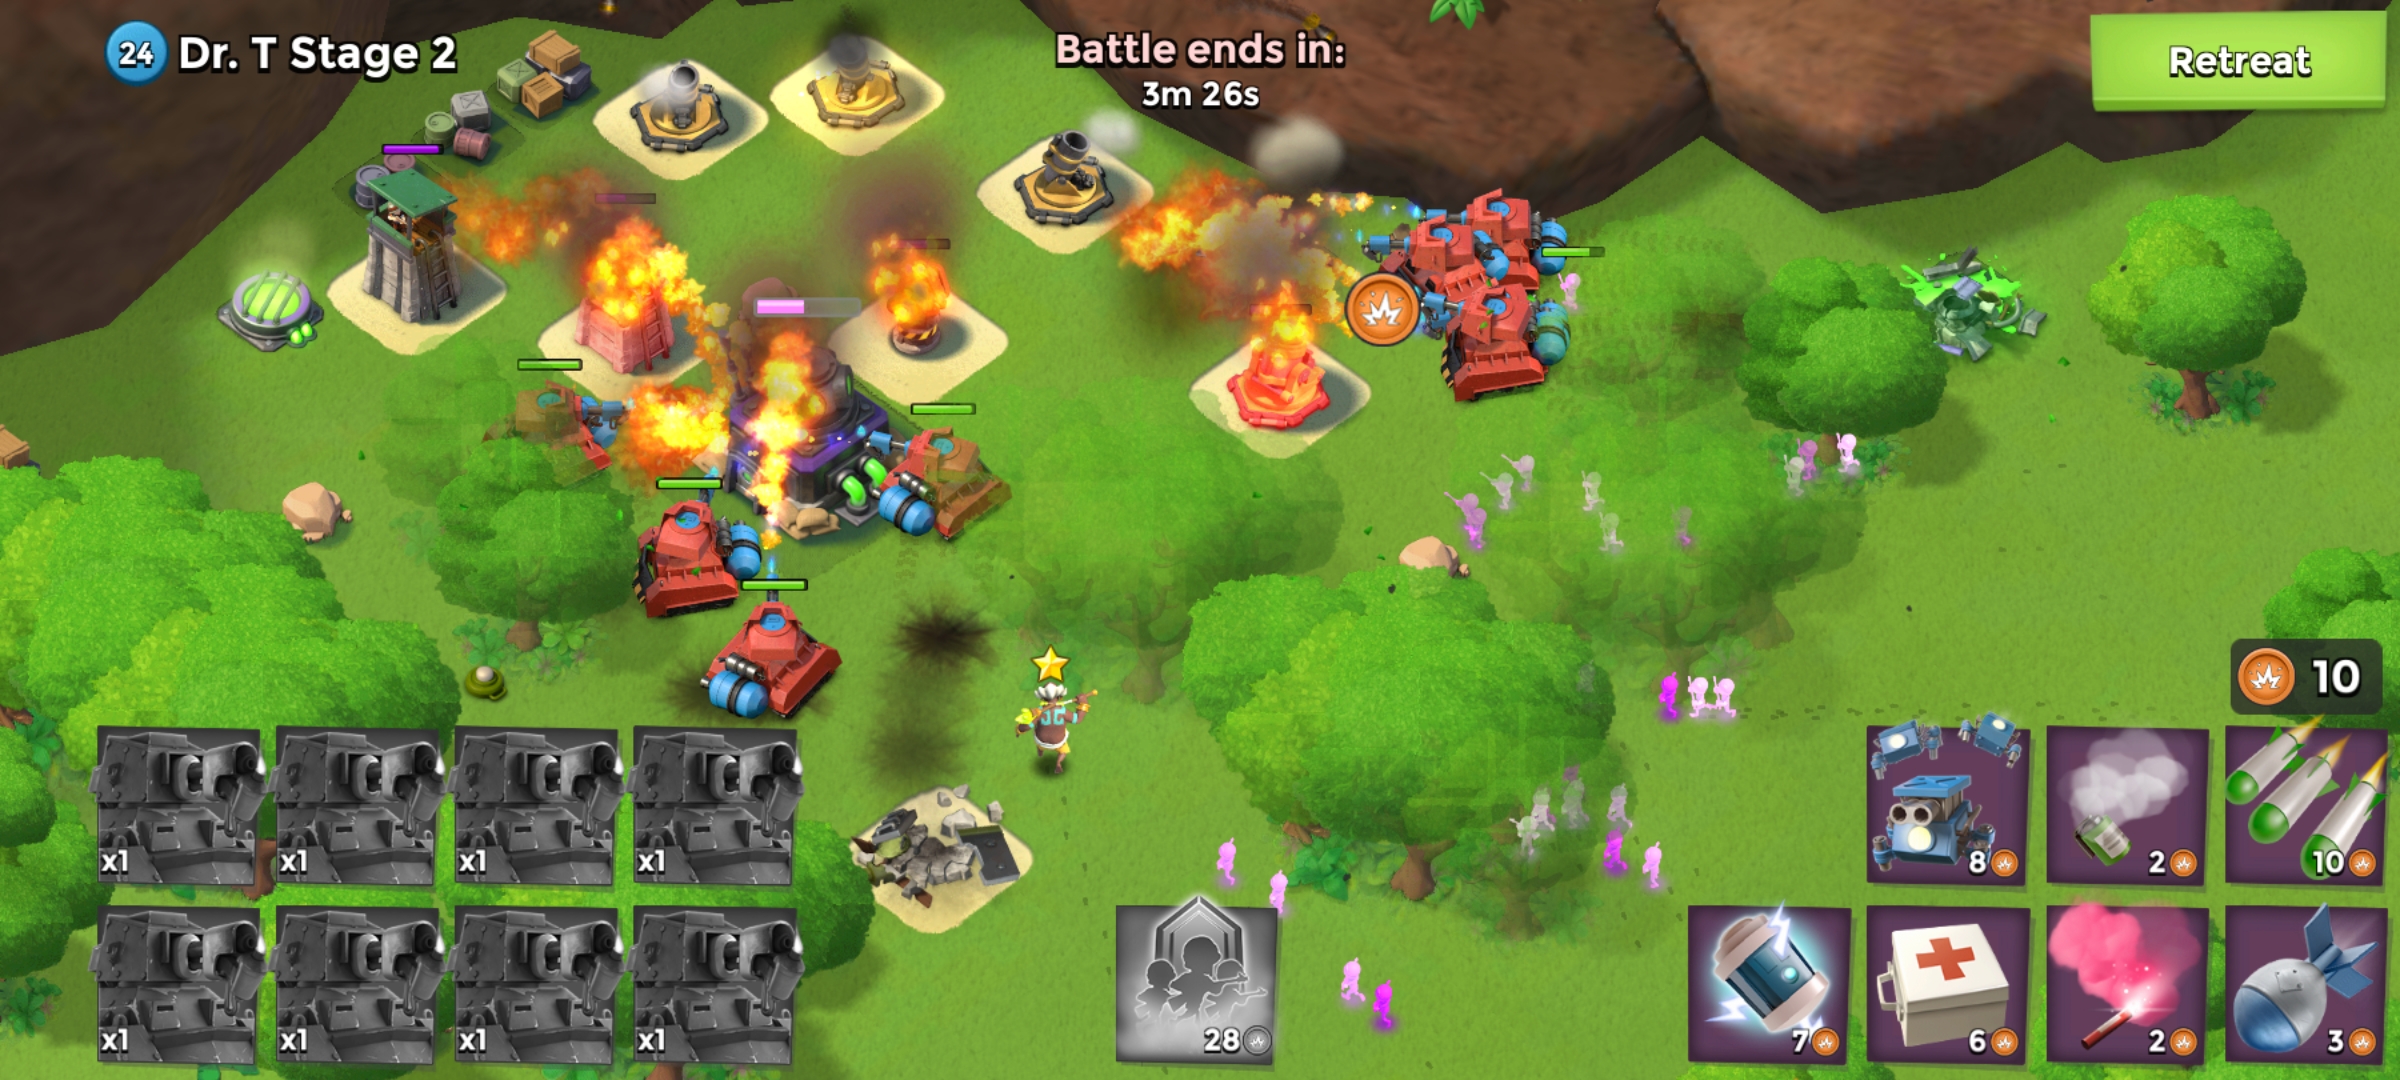 24 Dr. T Stage 2
Battle ends in:
3m 26s
Retreat
10
8
2
10
x1
x1
x1
x1
x1
x1
x1
x1
28
7
6
2
3